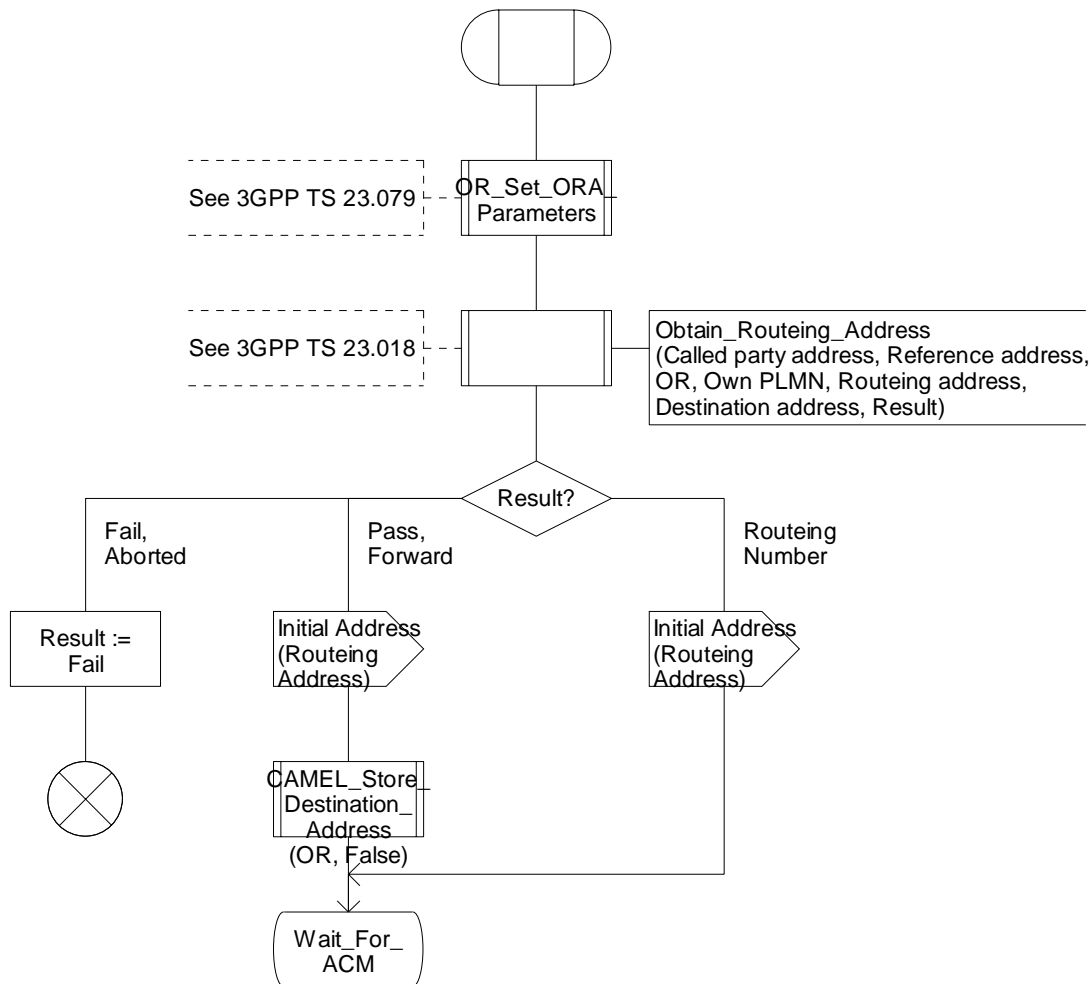 See 3GPP TS 23.079
OR_Set_ORA_
Parameters
See 3GPP TS 23.018
Obtain_Routeing_Address
(Called party address, Reference address,
OR, Own PLMN, Routeing address,
Destination address, Result)
Result?
Fail,
Aborted
Pass,
Forward
Routeing
Number
Result :=
Fail
Initial Address
(Routeing
Address)
Initial Address
(Routeing
Address)
CAMEL_Store_
Destination_
Address
(OR, False)
Wait_For_
ACM